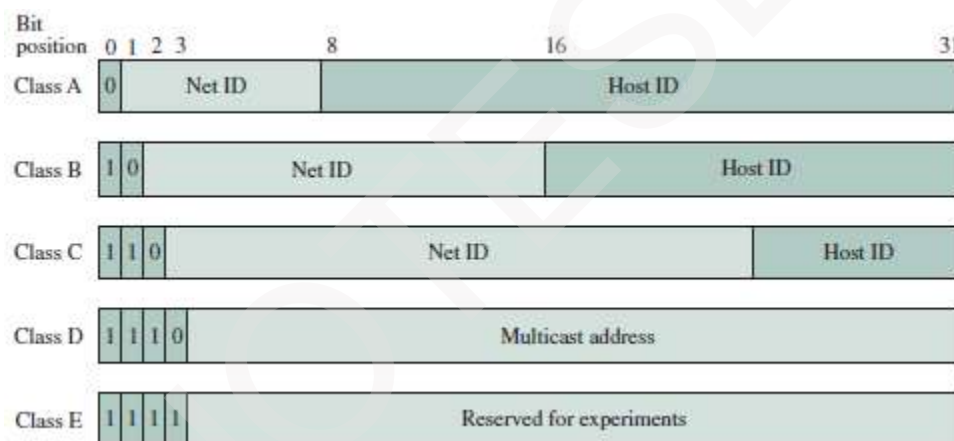 Bit
position 0 1 2 3 8 16 31
Class A 0 Net ID Host ID
Class B 1 0 Net ID Host ID
Class C 1 1 0 Net ID Host ID
Class D 1 1 1 0 Multicast address
Class E 1 1 1 1 Reserved for experiments